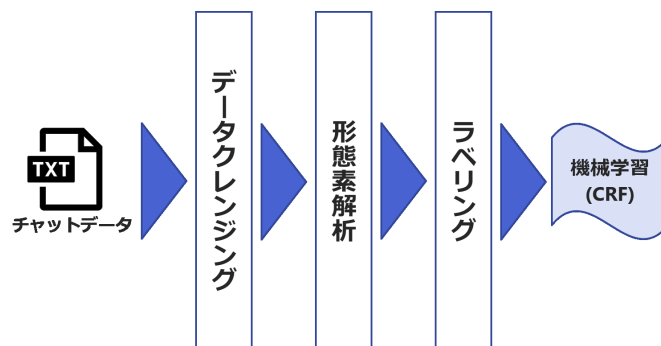 TXT
チャットデータ
データクレンジング
形態素解析
ラベリング
機械学習
(CRF)